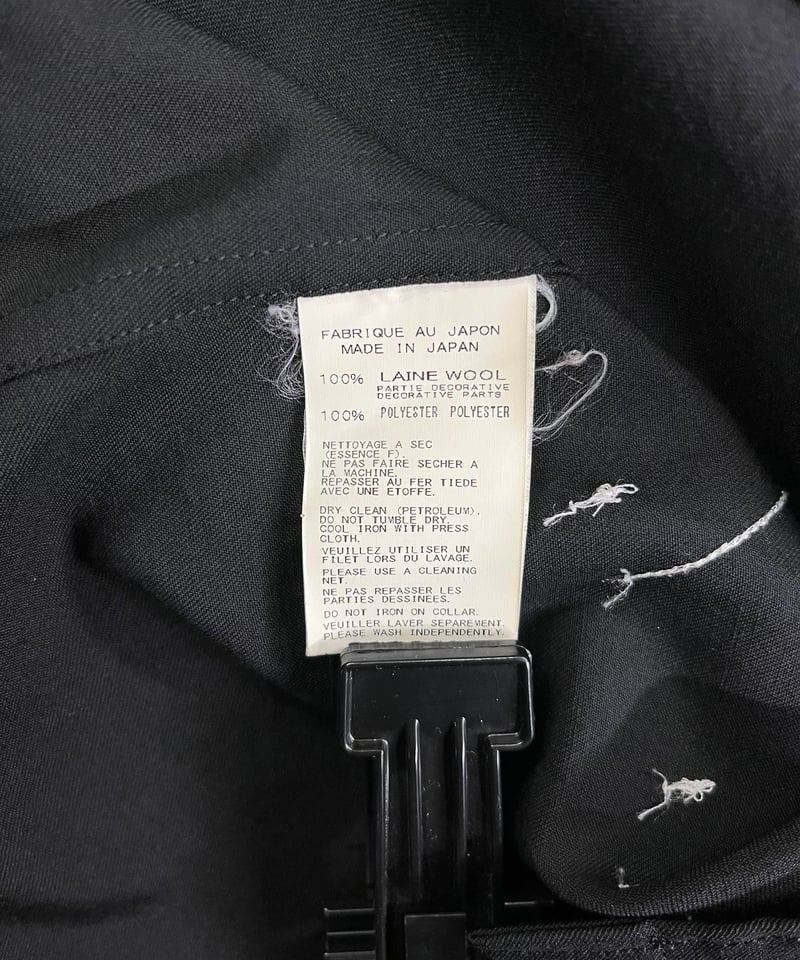 FABRIQUE AU JAPON
MADE IN JAPAN
100% LAINE WOOL
PARTIE DECORATIVE
DECORATIVE PARTS
100% POLYESTER POLYESTER
NETTOYAGE A SEC
(ESSENCE F).
NE PAS FAIRE SECHER A
LA MACHINE.
REPASSER AU FER TIEDE
AVEC UNE ETOFFE.
DRY CLEAN (PETROLEUM).
DO NOT TUMBLE DRY.
COOL IRON WITH PRESS
CLOTH.
VEUILLEZ UTILISER UN
FILET LORS DU LAVAGE.
PLEASE USE A CLEANING
NET.
NE PAS REPASSER LES
PARTIES DESSINEES.
DO NOT IRON ON COLLAR.
VEUILLER LAVER SEPAREMENT.
PLEASE WASH INDEPENDENTLY.